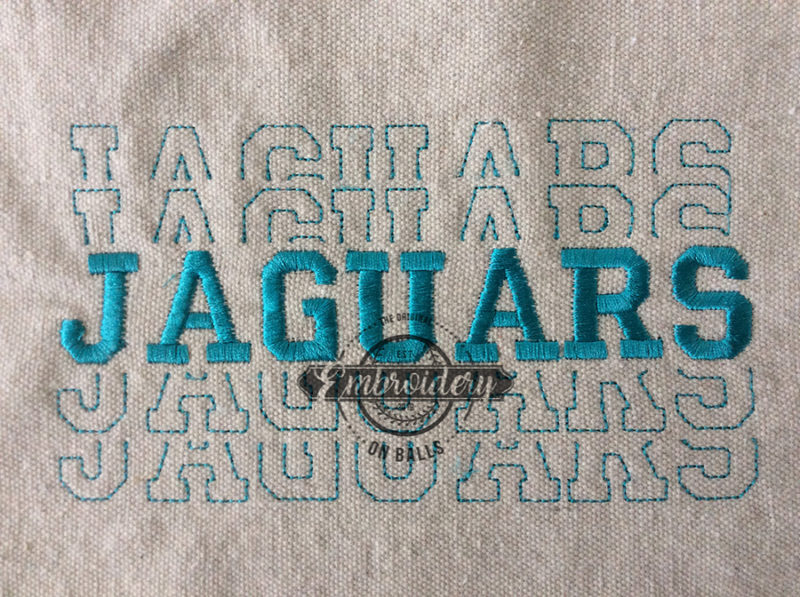 JAGUARS
JAGUARS
JAGUARS
THE ORIGINAL
EST.
Embroidery
ON BALLS
JAGUARS
JAGUARS